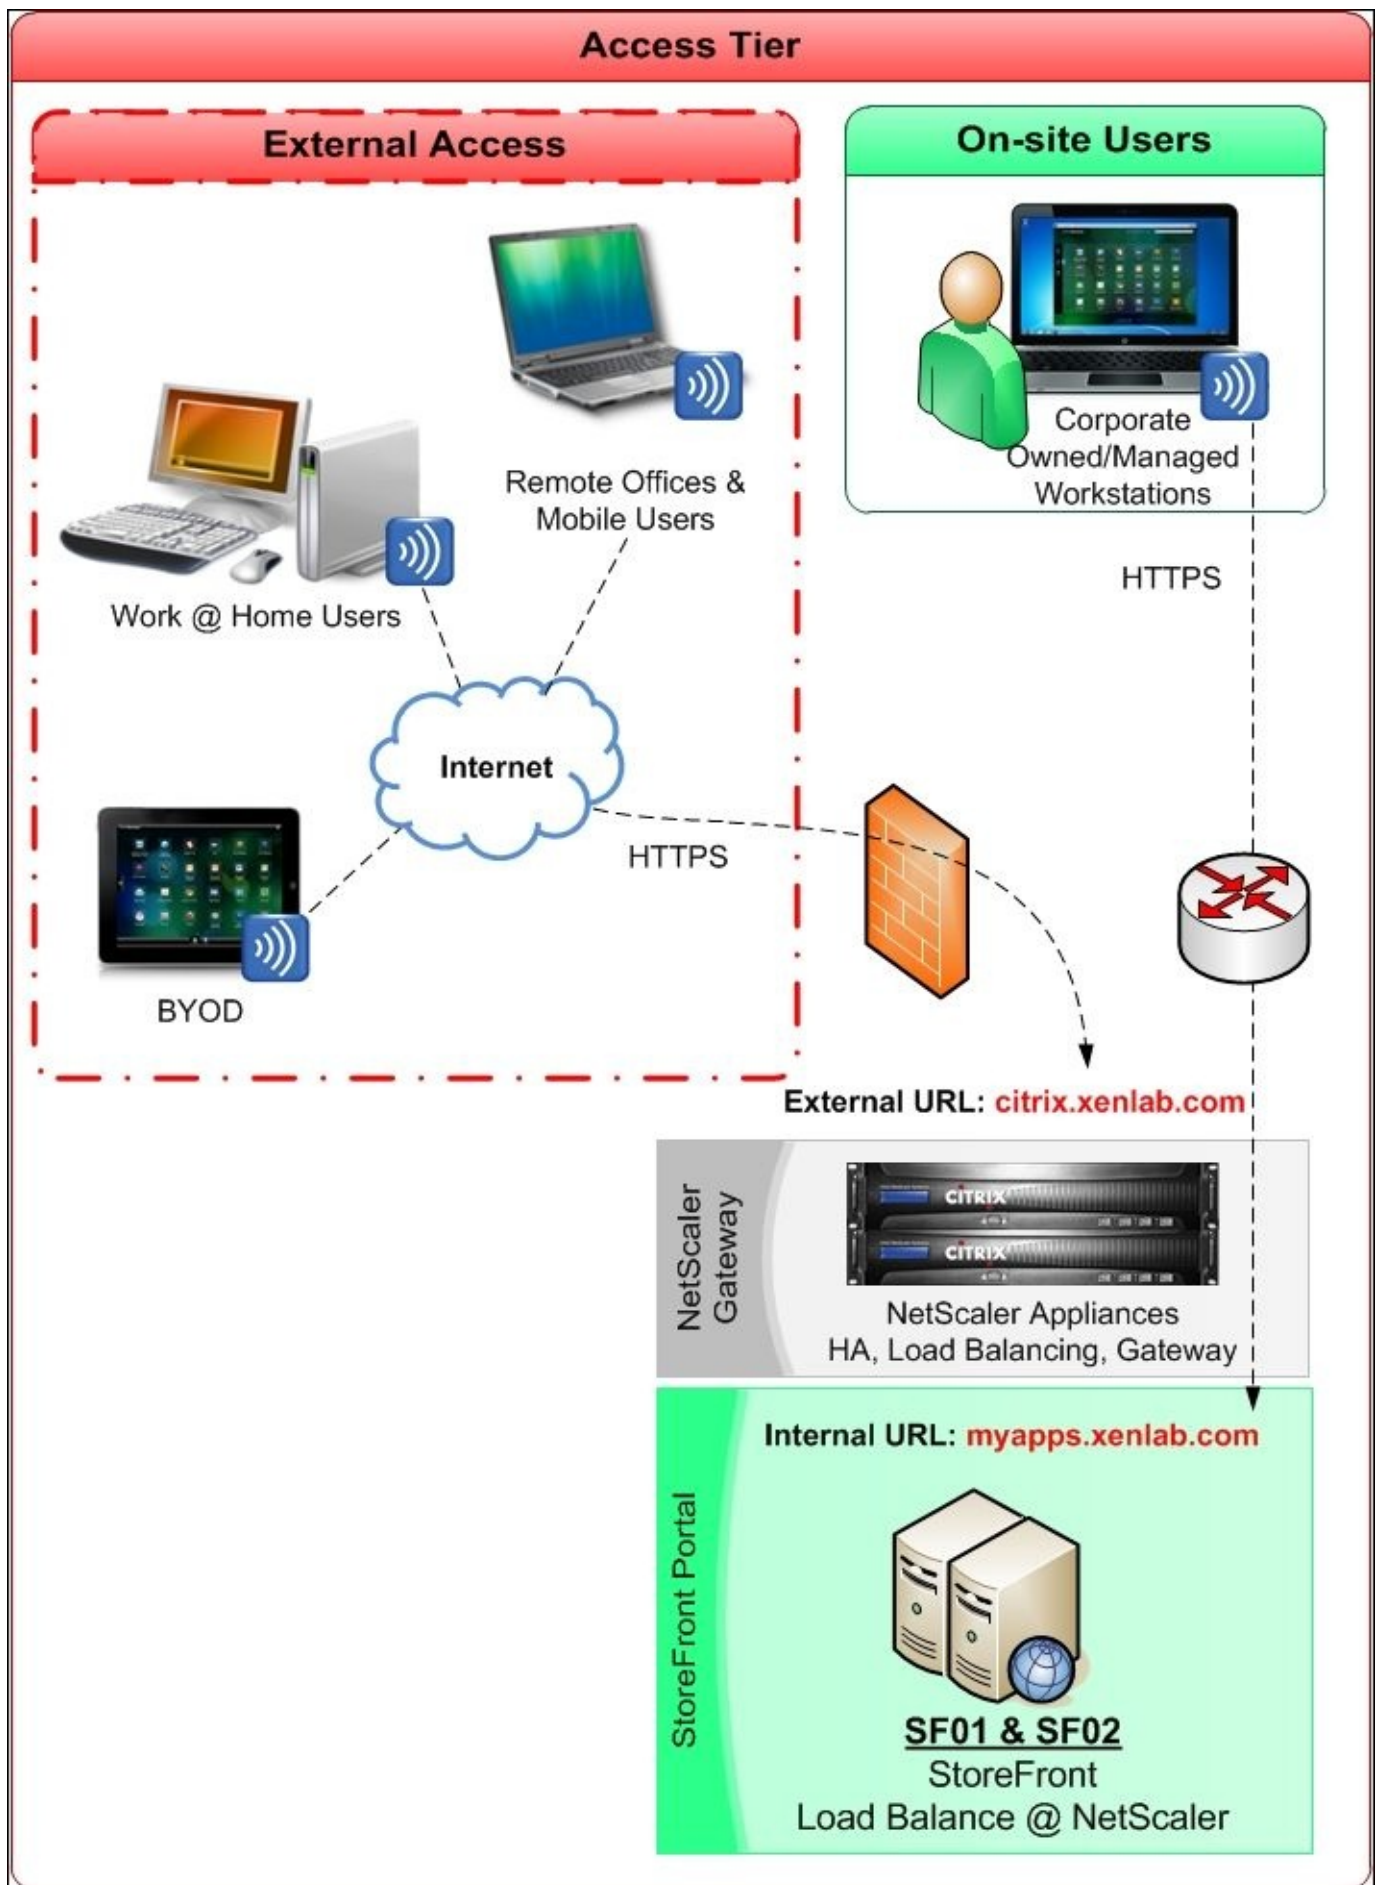 Access Tier
External Access
On-site Users
Corporate
Owned/Managed
Workstations
Remote Offices &
Mobile Users
Work @ Home Users
HTTPS
Internet
HTTPS
BYOD
External URL: citrix.xenlab.com
NetScaler
Gateway
CITRIX
CITRIX
NetScaler Appliances
HA, Load Balancing, Gateway
StoreFront Portal
Internal URL: myapps.xenlab.com
SF01 & SF02
StoreFront
Load Balance @ NetScaler